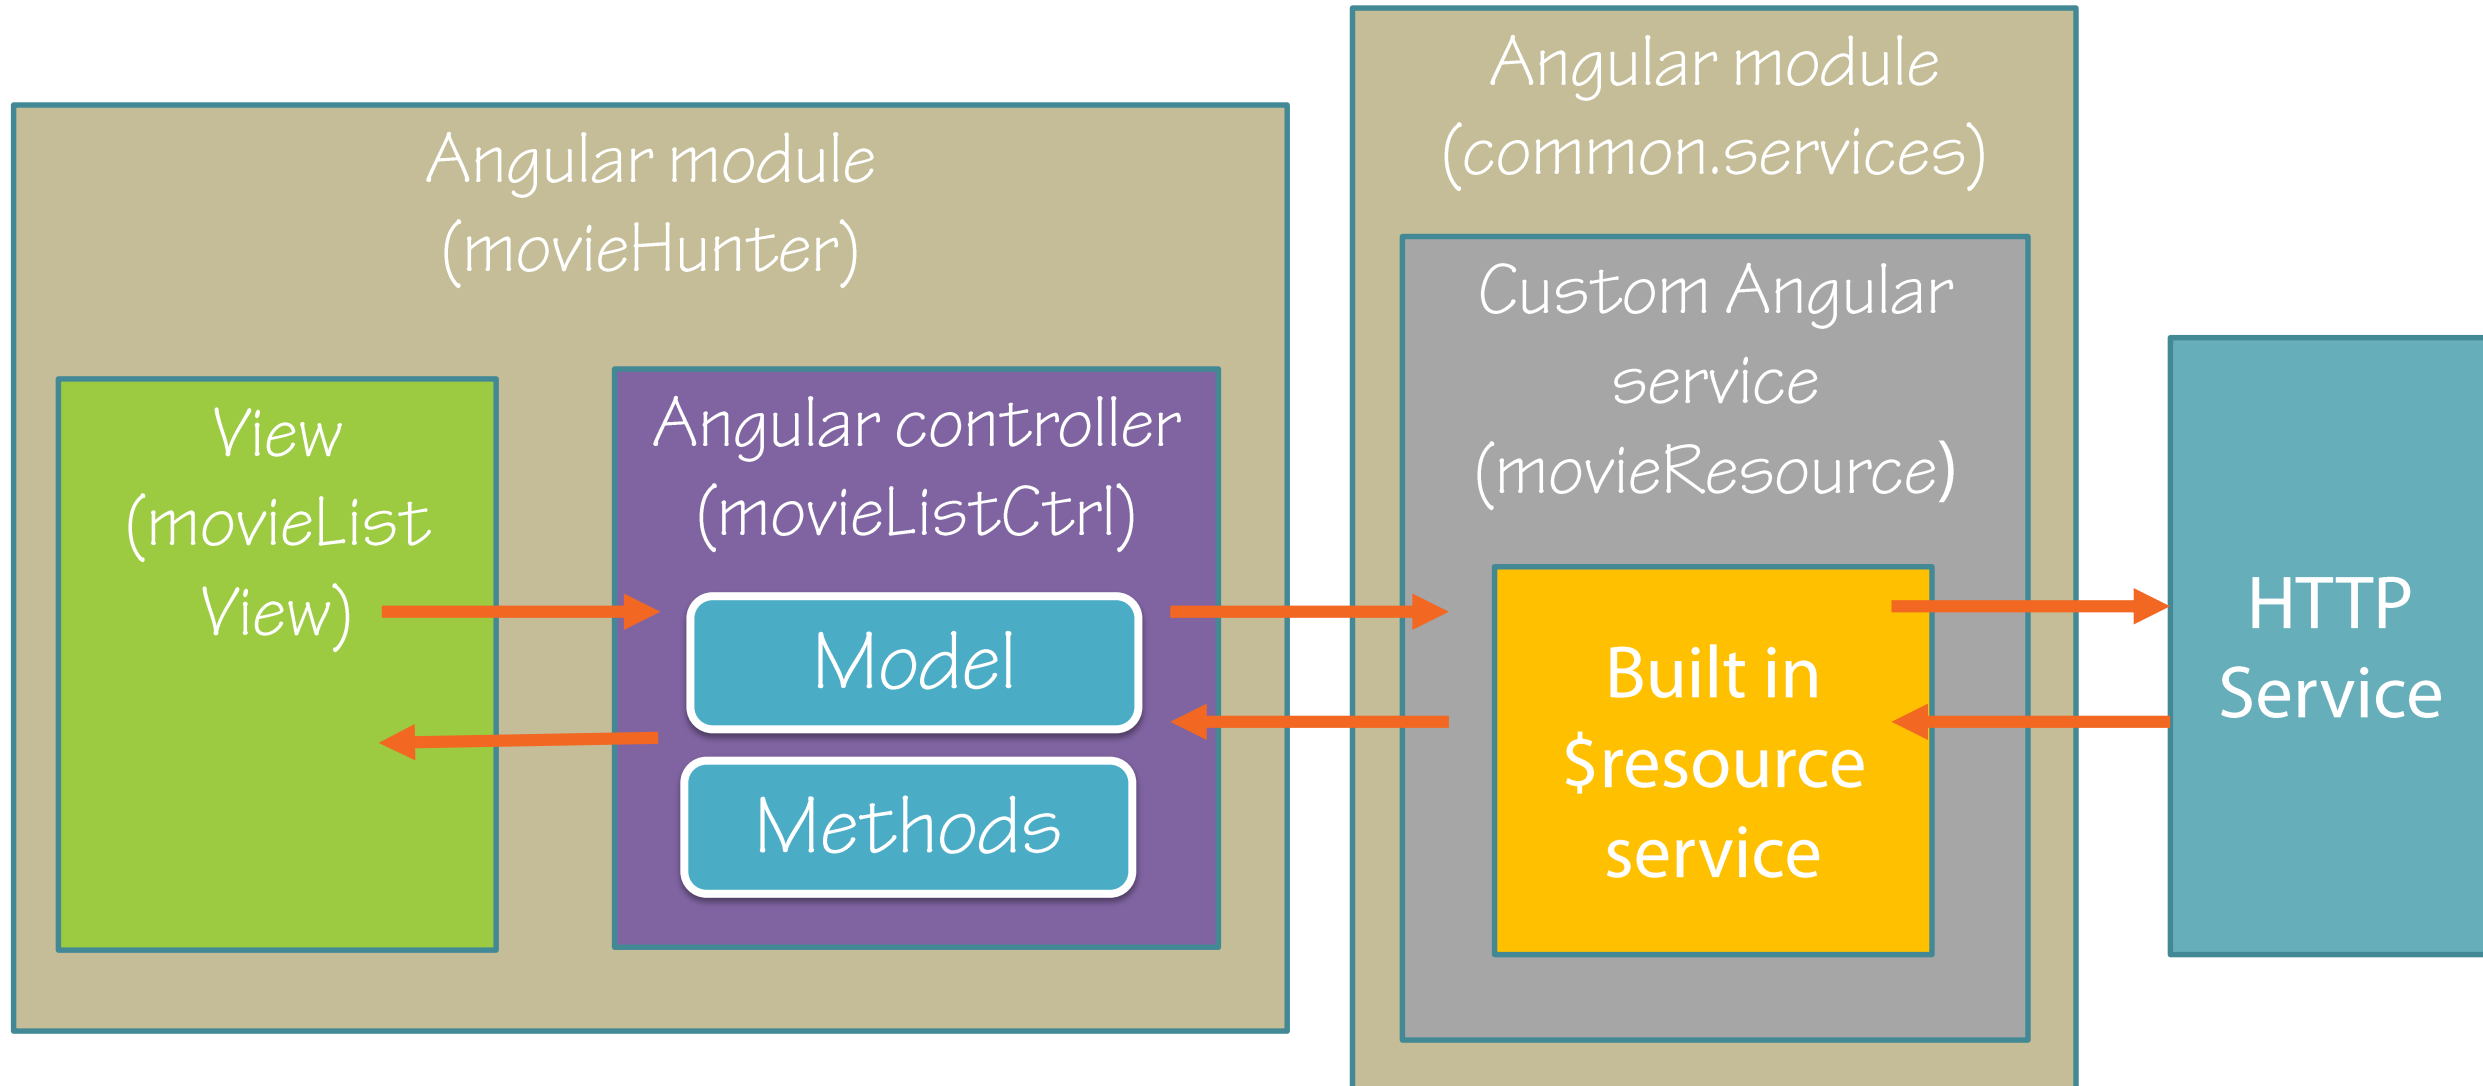 Angular module
(movieHunter)
View
(movieList
View)
Angular controller
(movieListCtrl)
Model
Methods
Angular module
(common.services)
Custom Angular
service
(movieResource)
Built in
$resource
service
HTTP
Service